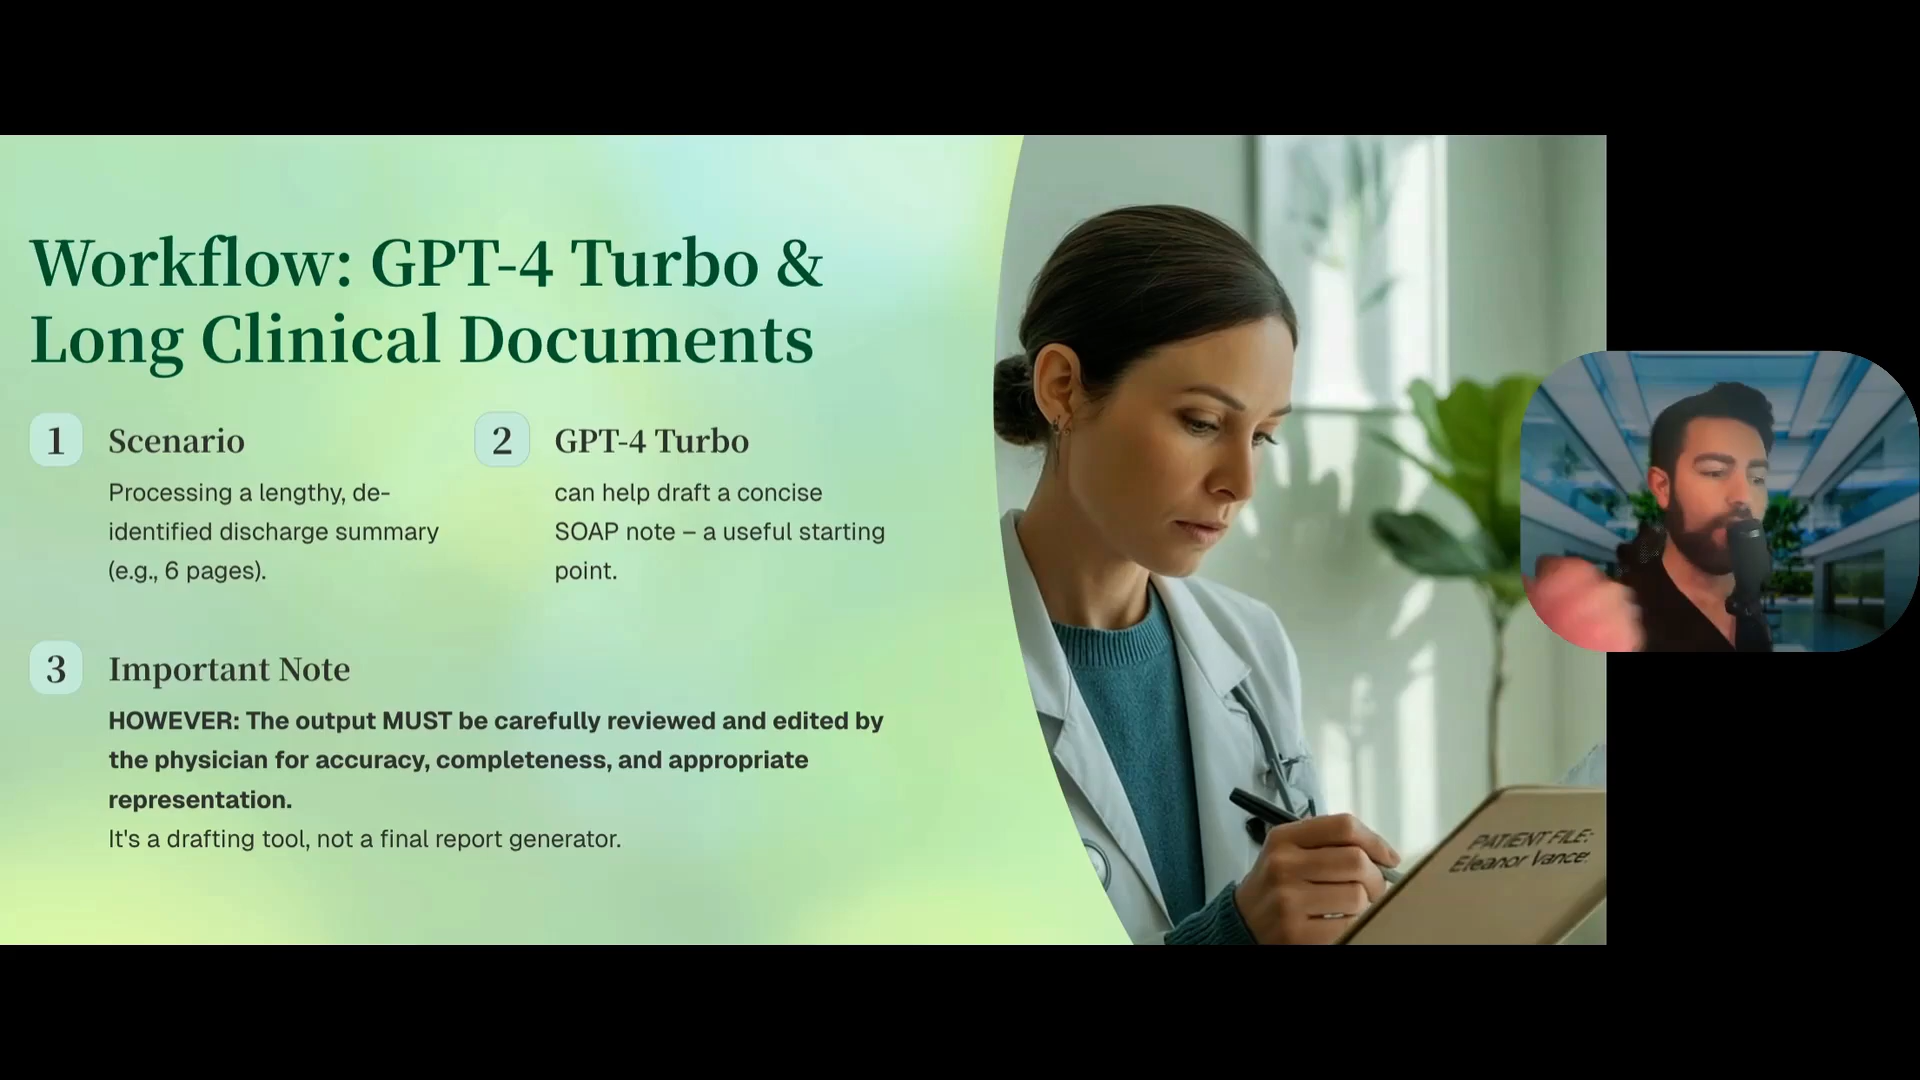 Workflow: GPT-4 Turbo &
Long Clinical Documents
1
Scenario
Processing a lengthy, de-
identified discharge summary
(e.g., 6 pages).
2
GPT-4 Turbo
can help draft a concise
SOAP note – a useful starting
point.
3
Important Note
HOWEVER: The output MUST be carefully reviewed and edited by
the physician for accuracy, completeness, and appropriate
representation.
It's a drafting tool, not a final report generator.
PATIENT FILE:
Eleanor Vance